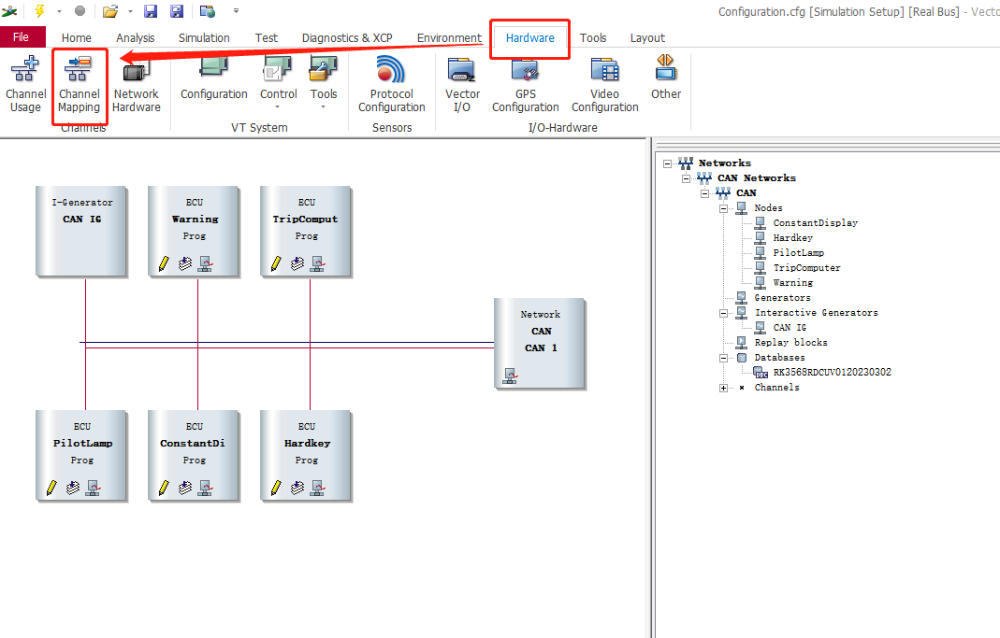 Configuration.cfg [Simulation Setup] [Real Bus] - Vecto
File Home Analysis Simulation Test Diagnostics & XCP Environment Hardware Tools Layout
Channel Usage
Channel Mapping
Network Hardware
Channels
Configuration
Control
Tools
VT System
Protocol Configuration
Sensors
Vector I/O
GPS Configuration
Video Configuration
Other
I/O-Hardware
I-Generator
CAN IG
ECU
Warning
Prog
ECU
TripComput
Prog
Network
CAN
CAN 1
ECU
PilotLamp
Prog
ECU
ConstantDi
Prog
ECU
Hardkey
Prog
Networks
CAN Networks
CAN
Nodes
ConstantDisplay
Hardkey
PilotLamp
TripComputer
Warning
Generators
Interactive Generators
CAN IG
Replay blocks
Databases
DBC RK3568RDCUV0120230302
Channels